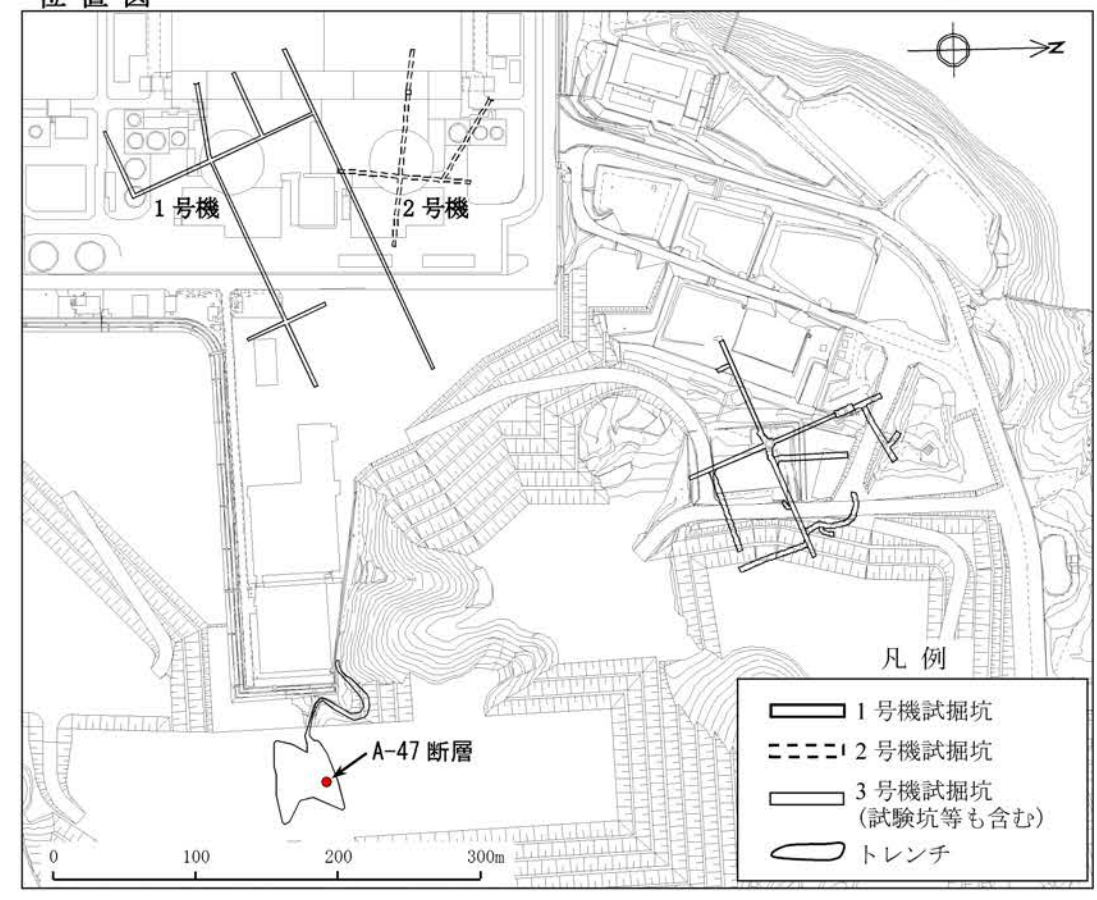 位置図
N
1号機
2号機
A-47 断層
凡 例
1 号機試掘坑
2 号機試掘坑
3 号機試掘坑
(試験坑等も含む)
トレンチ
0 100 200 300m